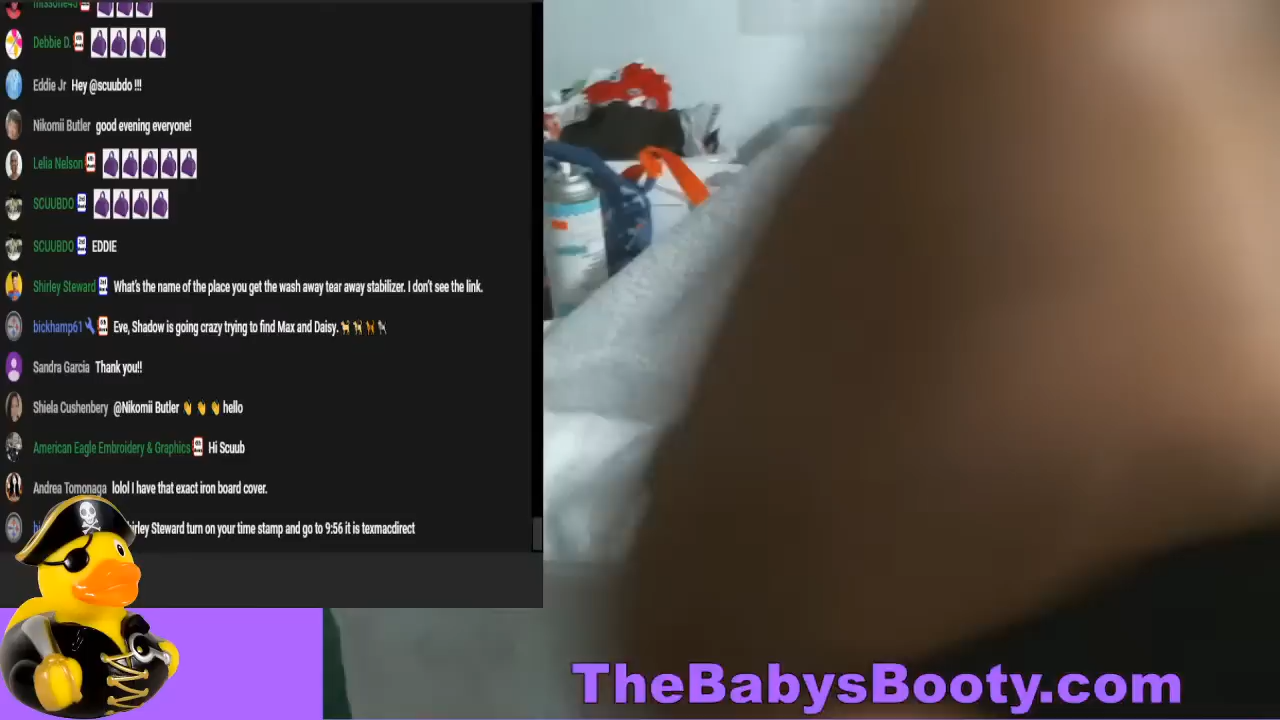 Debbie D.
Eddie Jr Hey @scuubdo !!!
Nikomii Butler good evening everyone!
Lelia Nelson
SCUUBDO
SCUUBDO EDDIE
Shirley Steward What's the name of the place you get the wash away tear away stabilizer. I don't see the link.
bickhamp61 Eve, Shadow is going crazy trying to find Max and Daisy.
Sandra Garcia Thank you!!
Shiela Cushenbery @Nikomii Butler hello
American Eagle Embroidery & Graphics Hi Scuub
Andrea Tomonaga lolol I have that exact iron board cover.
Steward turn on your time stamp and go to 9:56 it is texmacdirect
TheBabysBooty.com